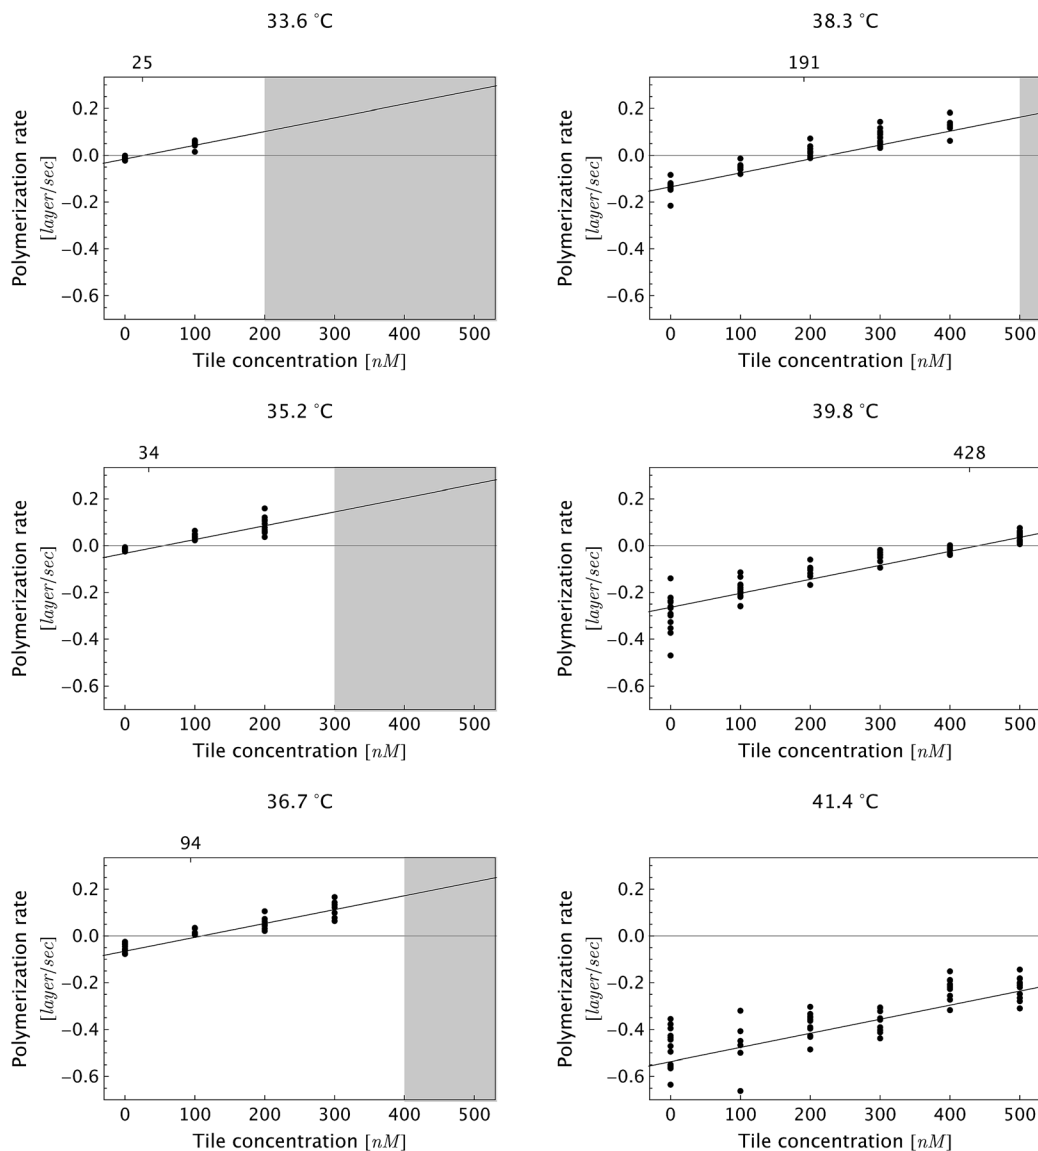 33.6 °C
25
0.2
0.0
−0.2
−0.4
−0.6
Polymerization rate
[layer/sec]
0 100 200 300 400 500
Tile concentration [nM]
38.3 °C
191
0.2
0.0
−0.2
−0.4
−0.6
Polymerization rate
[layer/sec]
0 100 200 300 400 500
Tile concentration [nM]
35.2 °C
34
0.2
0.0
−0.2
−0.4
−0.6
Polymerization rate
[layer/sec]
0 100 200 300 400 500
Tile concentration [nM]
39.8 °C
428
0.2
0.0
−0.2
−0.4
−0.6
Polymerization rate
[layer/sec]
0 100 200 300 400 500
Tile concentration [nM]
36.7 °C
94
0.2
0.0
−0.2
−0.4
−0.6
Polymerization rate
[layer/sec]
0 100 200 300 400 500
Tile concentration [nM]
41.4 °C
0.2
0.0
−0.2
−0.4
−0.6
Polymerization rate
[layer/sec]
0 100 200 300 400 500
Tile concentration [nM]